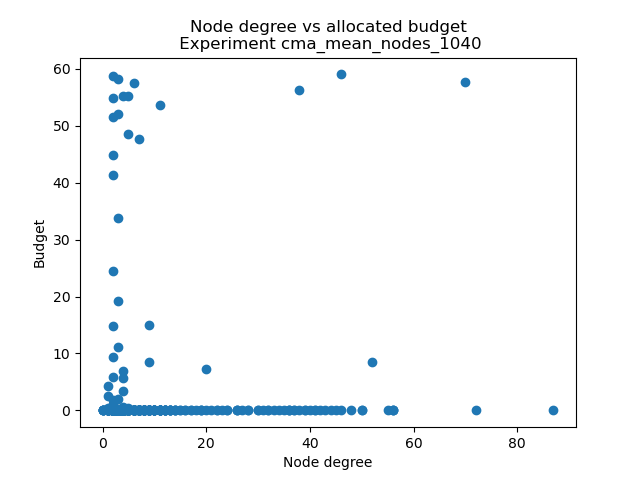 Node degree vs allocated budget
Experiment cma_mean_nodes_1040
60
50
40
30
20
10
0
Budget
0 20 40 60 80
Node degree